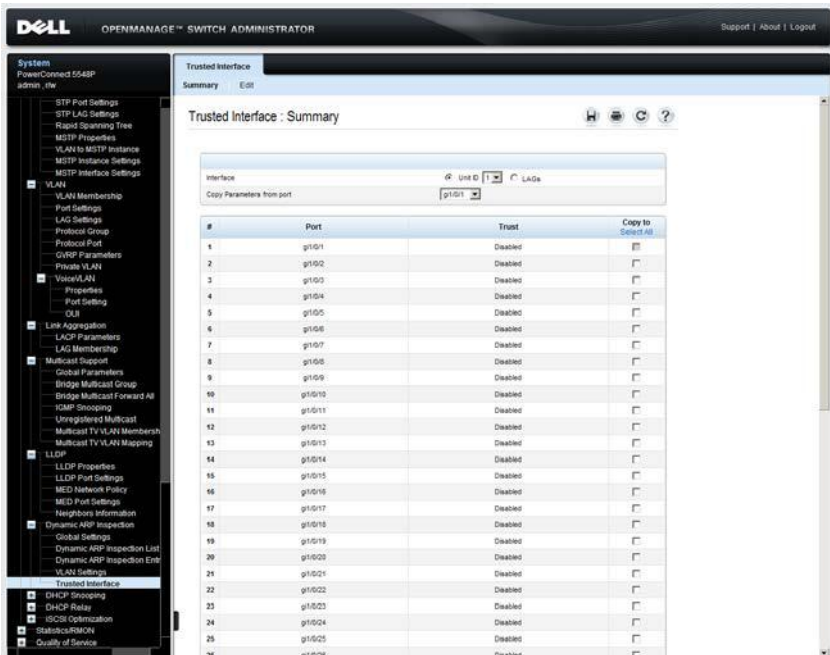 DELL OPENMANAGE™ SWITCH ADMINISTRATOR
Support | About | Logout
System
PowerConnect 5548P
admin , r/w
STP Port Settings
STP LAG Settings
Rapid Spanning Tree
MSTP Properties
VLAN to MSTP Instance
MSTP Instance Settings
MSTP Interface Settings
VLAN
VLAN Membership
Port Settings
LAG Settings
Protocol Group
Protocol Port
GVRP Parameters
Private VLAN
VoiceVLAN
Properties
Port Setting
OUI
Link Aggregation
LACP Parameters
LAG Membership
Multicast Support
Global Parameters
Bridge Multicast Group
Bridge Multicast Forward All
IGMP Snooping
Unregistered Multicast
Multicast TV VLAN Membersh
Multicast TV VLAN Mapping
LLDP
LLDP Properties
LLDP Port Settings
MED Network Policy
MED Port Settings
Neighbors Information
Dynamic ARP Inspection
Global Settings
Dynamic ARP Inspection List
Dynamic ARP Inspection Entr
VLAN Settings
Trusted Interface
DHCP Snooping
DHCP Relay
iSCSI Optimization
Statistics/RMON
Quality of Service
Trusted Interface
Summary Edit
Trusted Interface : Summary
Interface Unit ID 1 LAGs
Copy Parameters from port gi1/0/1
# Port Trust Copy to
Select All
1 gi1/0/1 Disabled
2 gi1/0/2 Disabled
3 gi1/0/3 Disabled
4 gi1/0/4 Disabled
5 gi1/0/5 Disabled
6 gi1/0/6 Disabled
7 gi1/0/7 Disabled
8 gi1/0/8 Disabled
9 gi1/0/9 Disabled
10 gi1/0/10 Disabled
11 gi1/0/11 Disabled
12 gi1/0/12 Disabled
13 gi1/0/13 Disabled
14 gi1/0/14 Disabled
15 gi1/0/15 Disabled
16 gi1/0/16 Disabled
17 gi1/0/17 Disabled
18 gi1/0/18 Disabled
19 gi1/0/19 Disabled
20 gi1/0/20 Disabled
21 gi1/0/21 Disabled
22 gi1/0/22 Disabled
23 gi1/0/23 Disabled
24 gi1/0/24 Disabled
25 gi1/0/25 Disabled